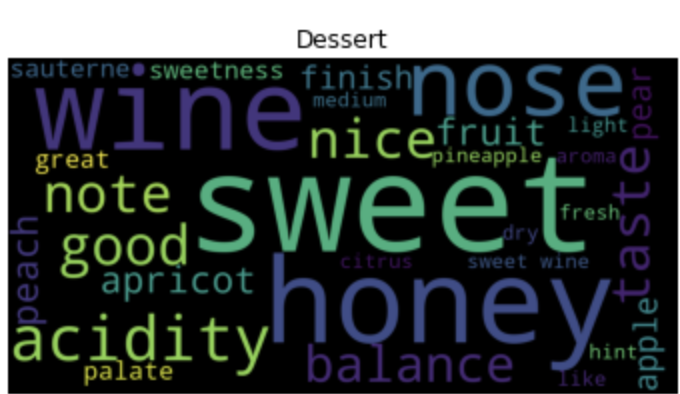 Dessert
sauterne sweetness finish nose pear
wine medium
nice fruit light
great pineapple aroma
note sweet taste
fresh
good dry
peach citrus sweet wine
apricot honey
acidity apple
balance hint
palate like